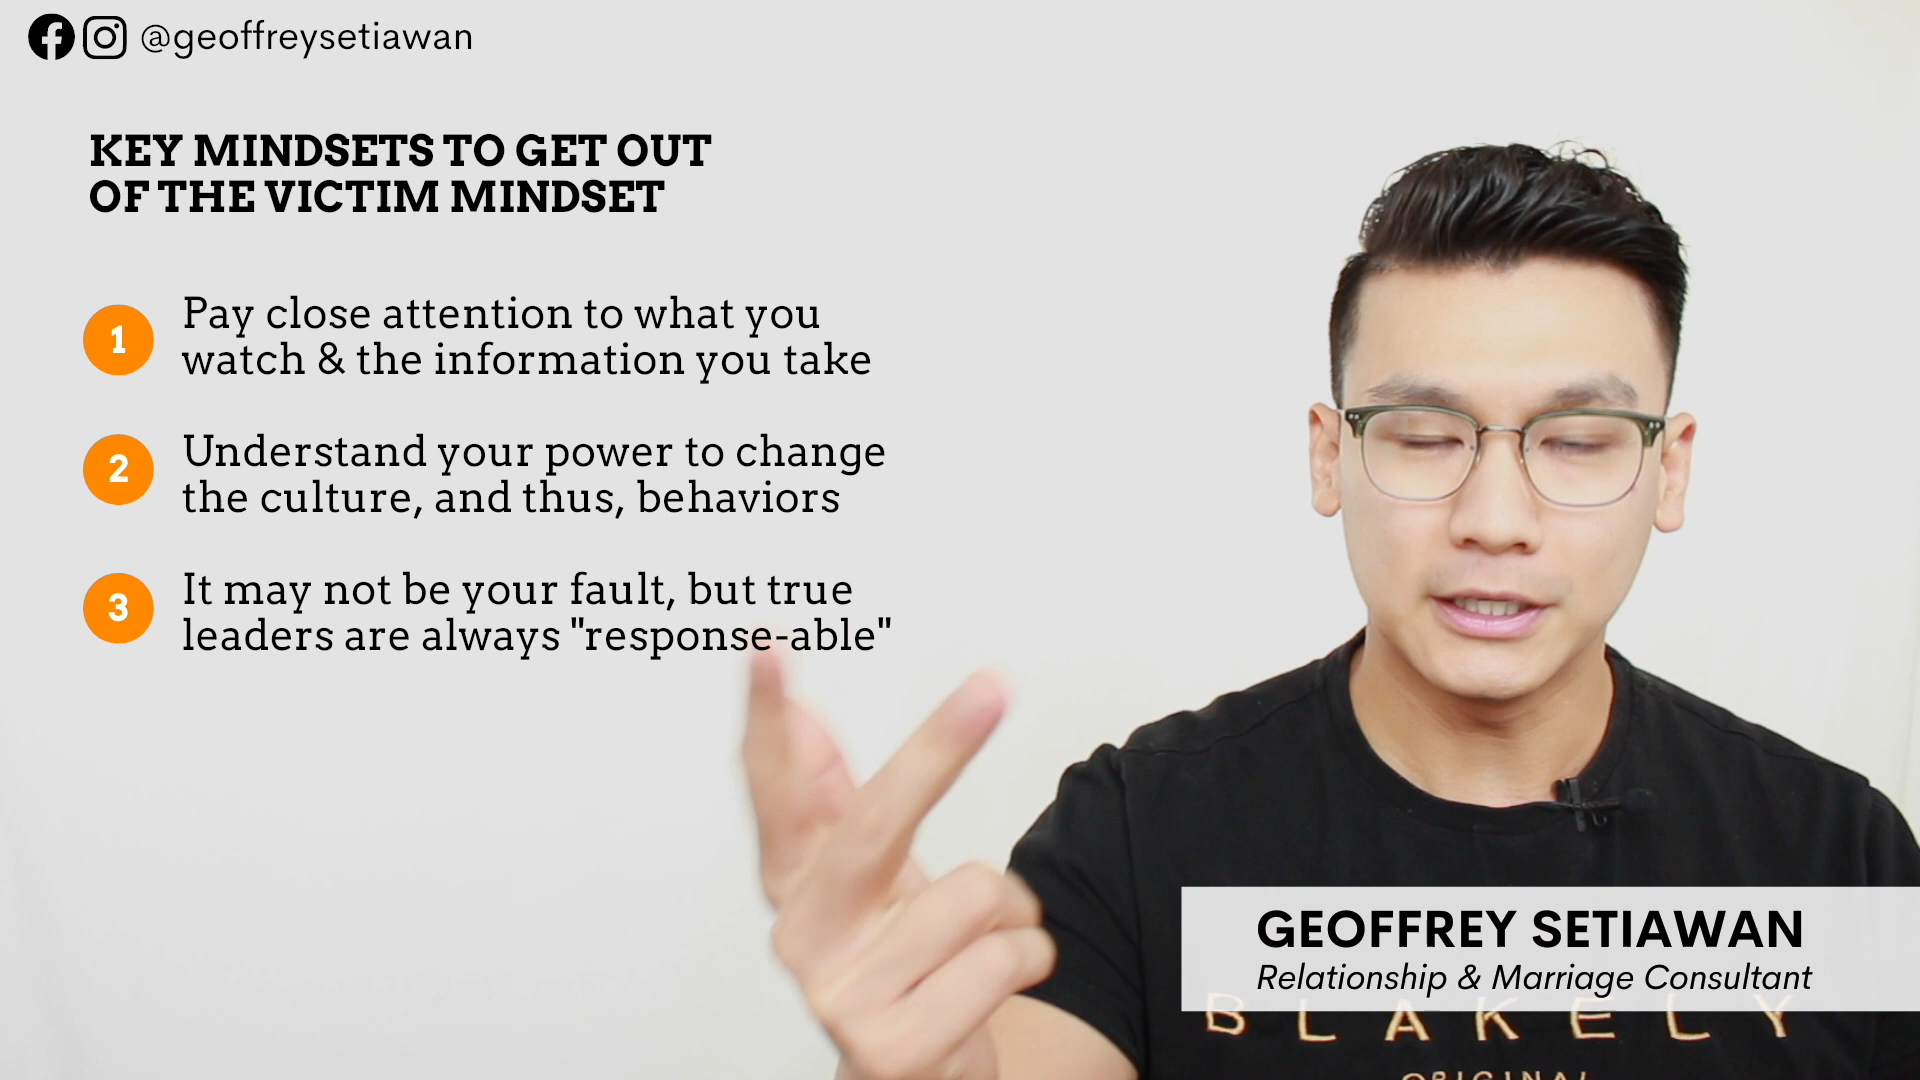 @geoffreysetiawan
KEY MINDSETS TO GET OUT
OF THE VICTIM MINDSET
1
Pay close attention to what you
watch & the information you take
2
Understand your power to change
the culture, and thus, behaviors
3
It may not be your fault, but true
leaders are always "response-able"
GEOFFREY SETIAWAN
Relationship & Marriage Consultant
BLAKELY
ORIGINAL